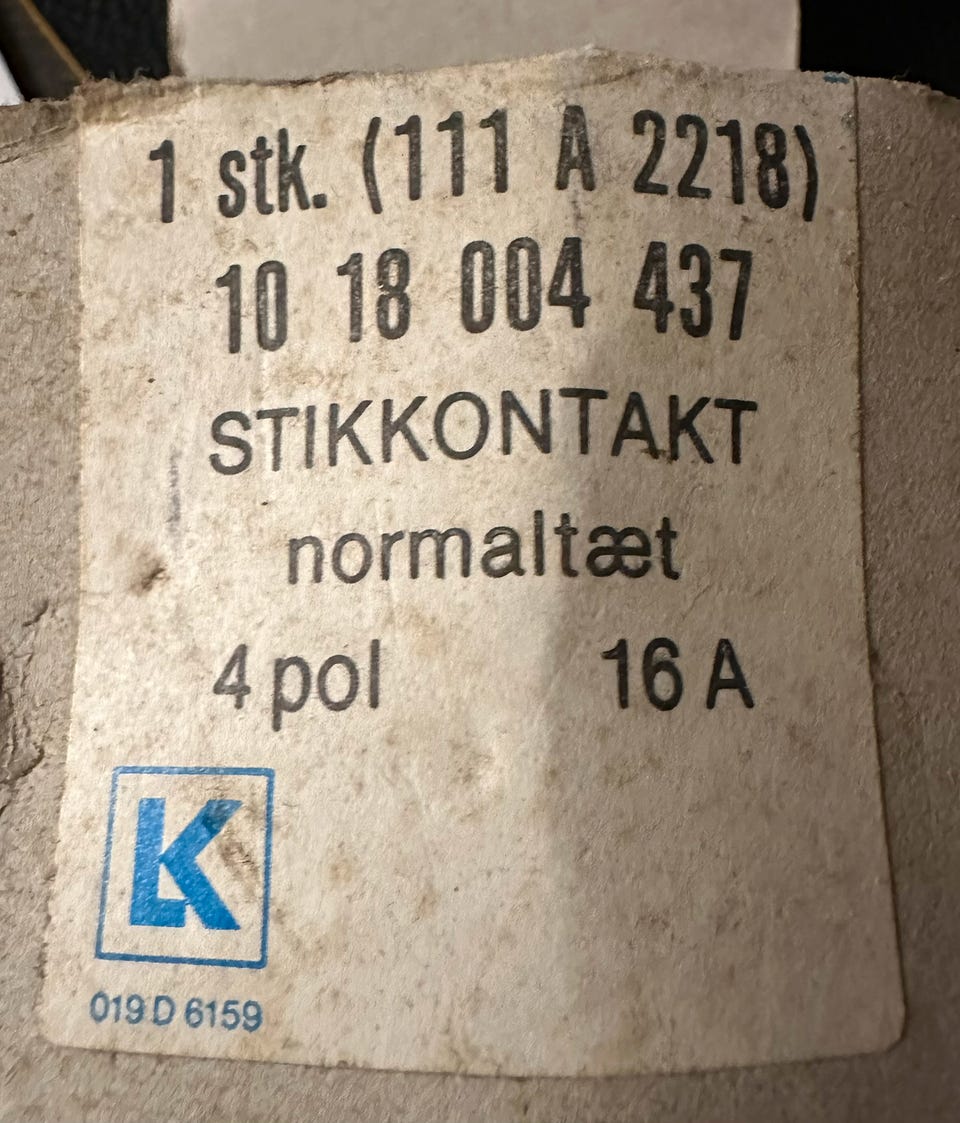 1 stk. (111 A 2218)
10 18 004 437
STIKKONTAKT
normaltæt
4 pol 16 A
LK
019 D 6159